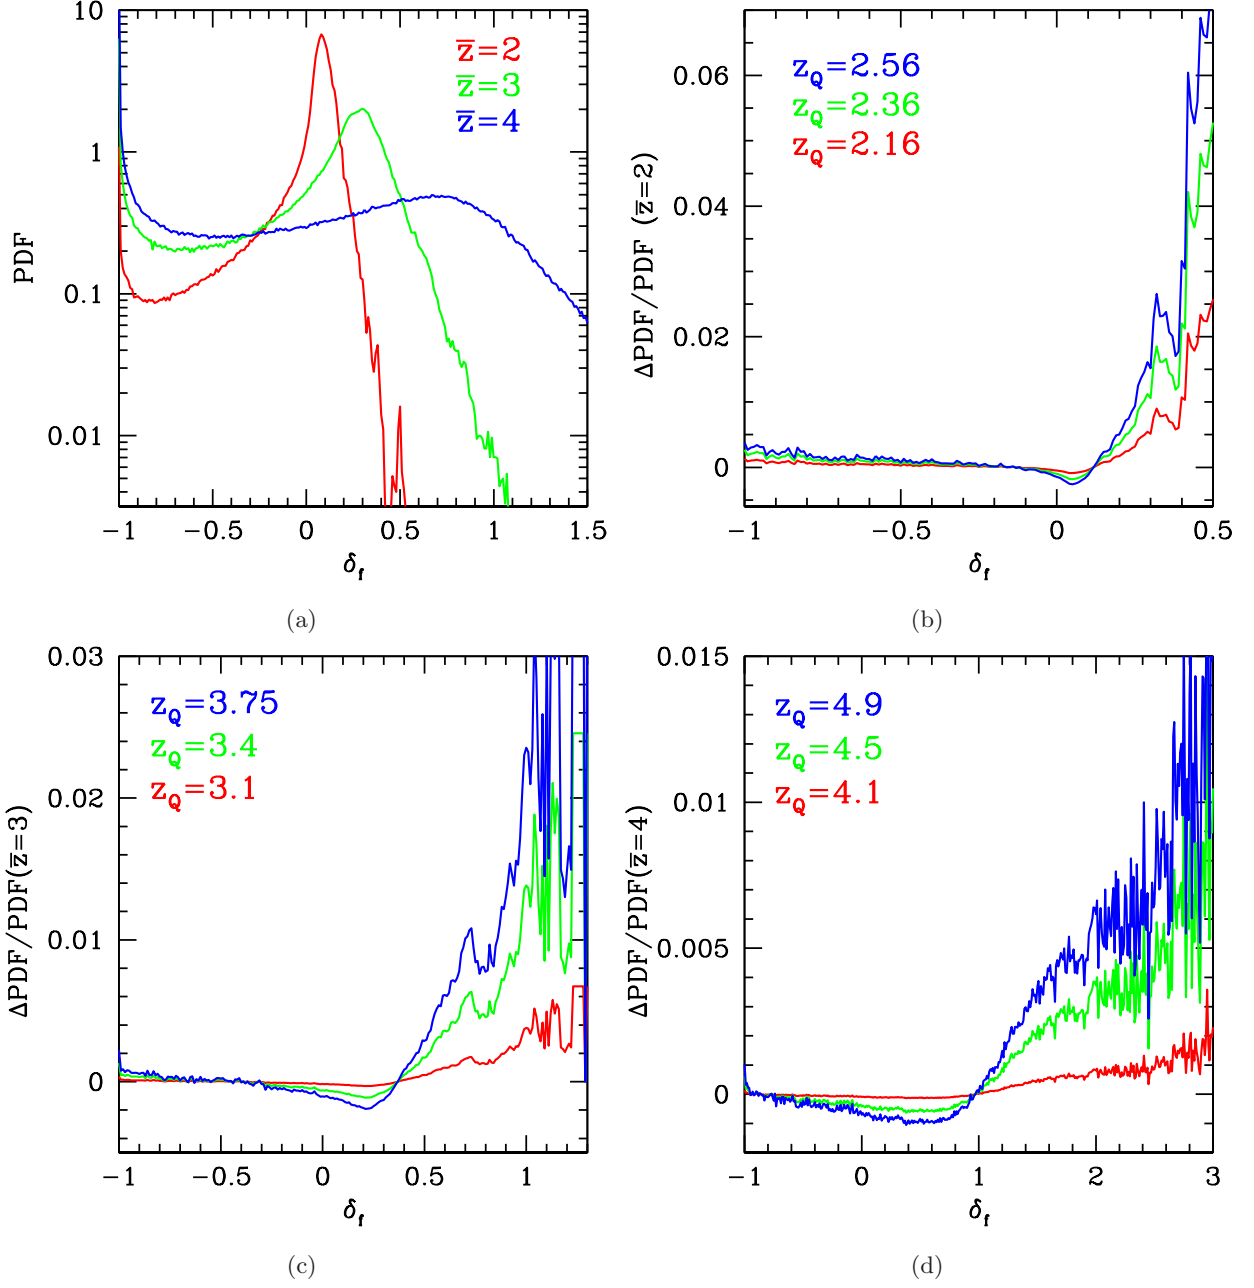 10
1
0.1
0.01
PDF
z̅=2
z̅=3
z̅=4
−1 −0.5 0 0.5 1 1.5
δf
(a)
0.06
0.04
0.02
0
ΔPDF/PDF (z̅=2)
zQ=2.56
zQ=2.36
zQ=2.16
−1 −0.5 0 0.5
δf
(b)
0.03
0.02
0.01
0
ΔPDF/PDF(z̅=3)
zQ=3.75
zQ=3.4
zQ=3.1
−1 −0.5 0 0.5 1
δf
(c)
0.015
0.01
0.005
0
ΔPDF/PDF(z̅=4)
zQ=4.9
zQ=4.5
zQ=4.1
−1 0 1 2 3
δf
(d)